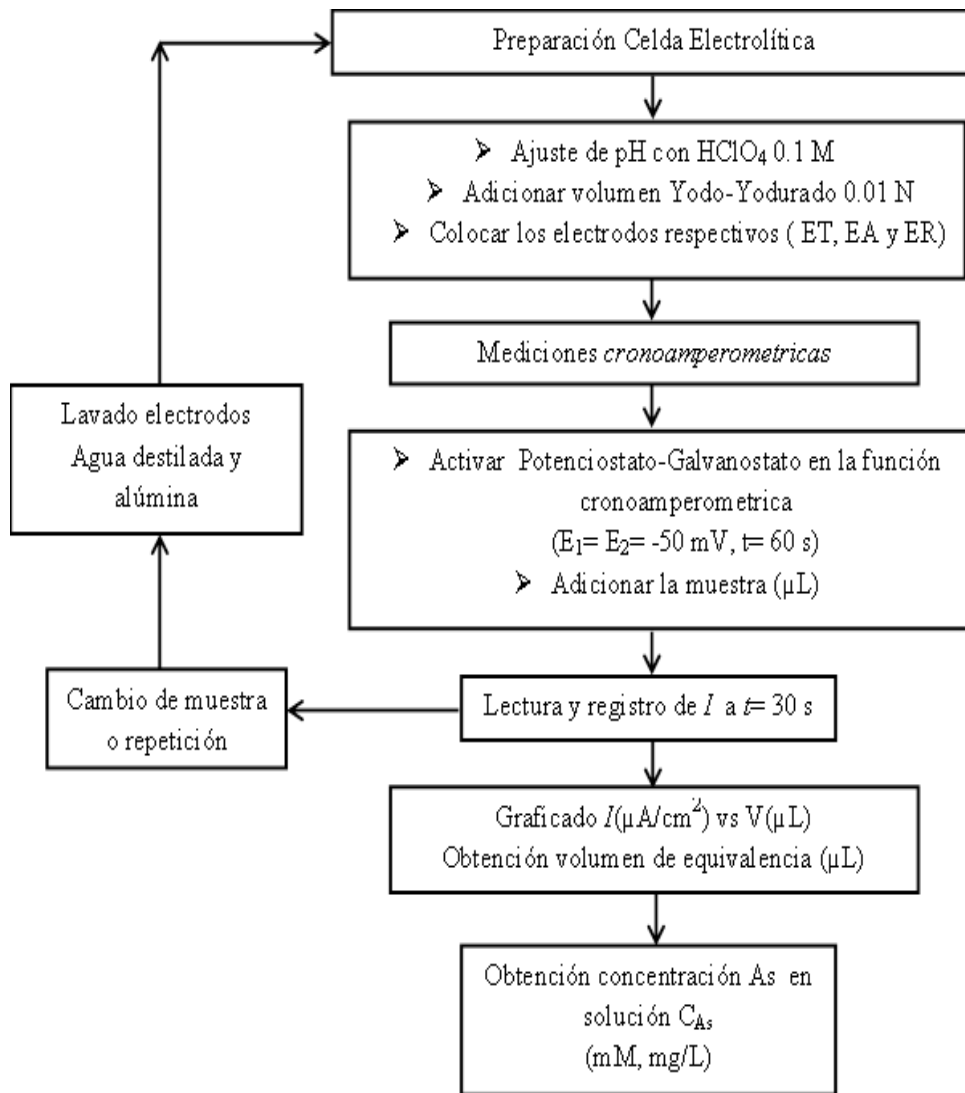 Preparación Celda Electrolítica
➤ Ajuste de pH con HClO₄ 0.1 M
➤ Adicionar volumen Yodo-Yodurado 0.01 N
➤ Colocar los electrodos respectivos ( ET, EA y ER)
Mediciones cronoamperometricas
➤ Activar Potenciostato-Galvanostato en la función
cronoamperometrica
(E₁= E₂= -50 mV, t= 60 s)
➤ Adicionar la muestra (µL)
Lectura y registro de I a t= 30 s
Cambio de muestra
o repetición
Lavado electrodos
Agua destilada y
alúmina
Graficado I(µA/cm²) vs V(µL)
Obtención volumen de equivalencia (µL)
Obtención concentración As en
solución C_As
(mM, mg/L)